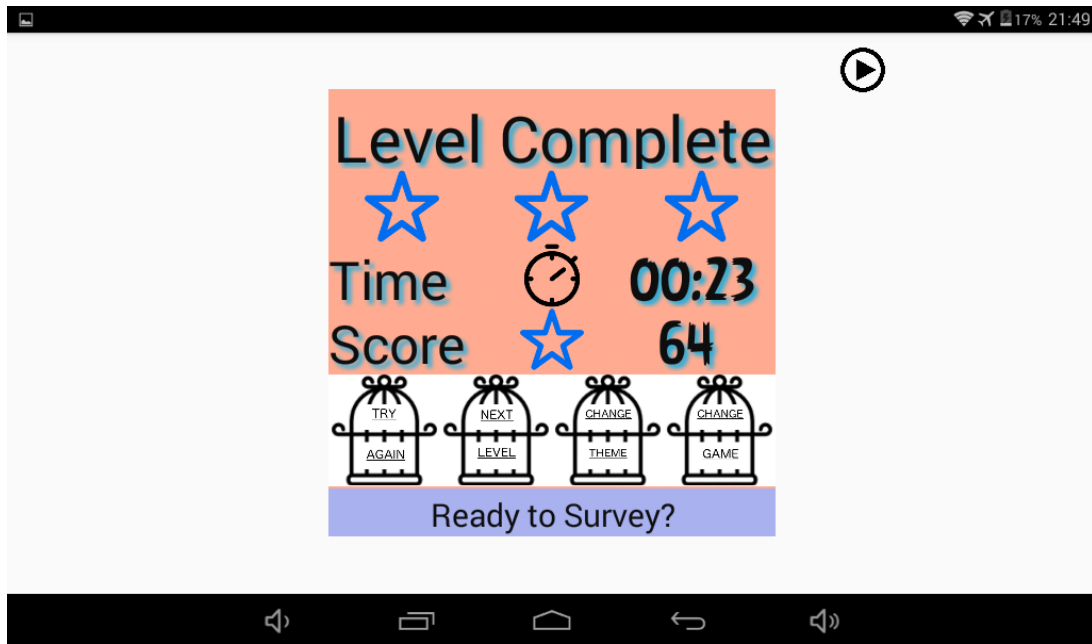 17% 21:49
Level Complete
Time 00:23
Score 64
TRY NEXT CHANGE CHANGE
AGAIN LEVEL THEME GAME
Ready to Survey?